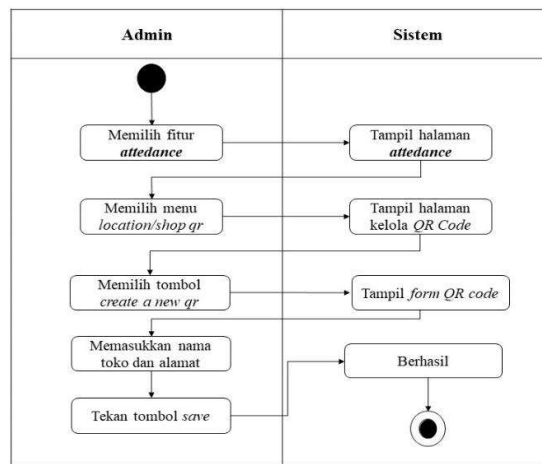 Admin
Sistem
Memilih fitur
attedance
Tampil halaman
attedance
Memilih menu
location/shop qr
Tampil halaman
kelola QR Code
Memilih tombol
create a new qr
Tampil form QR code
Memasukkan nama
toko dan alamat
Tekan tombol save
Berhasil